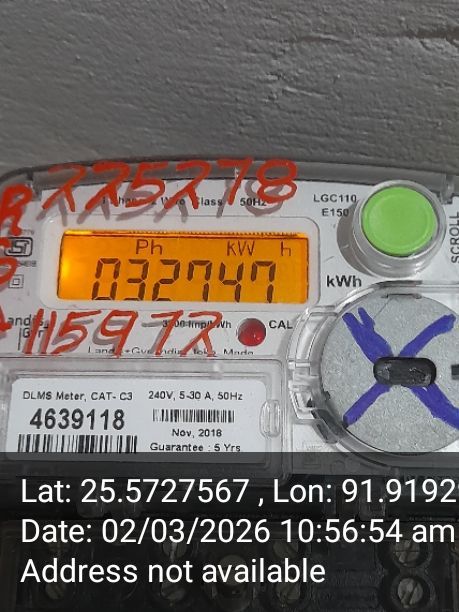 225278
50Hz
LGC110
E150
SCROLL
Ph KW h
032747
kWh
Imp/kWh
CAL
115972
DLMS Meter, CAT- C3
240V, 5-30 A, 50Hz
4639118
Nov, 2018
Guarantee : 5 Yrs
Lat: 25.5727567 , Lon: 91.9192
Date: 02/03/2026 10:56:54 am
Address not available